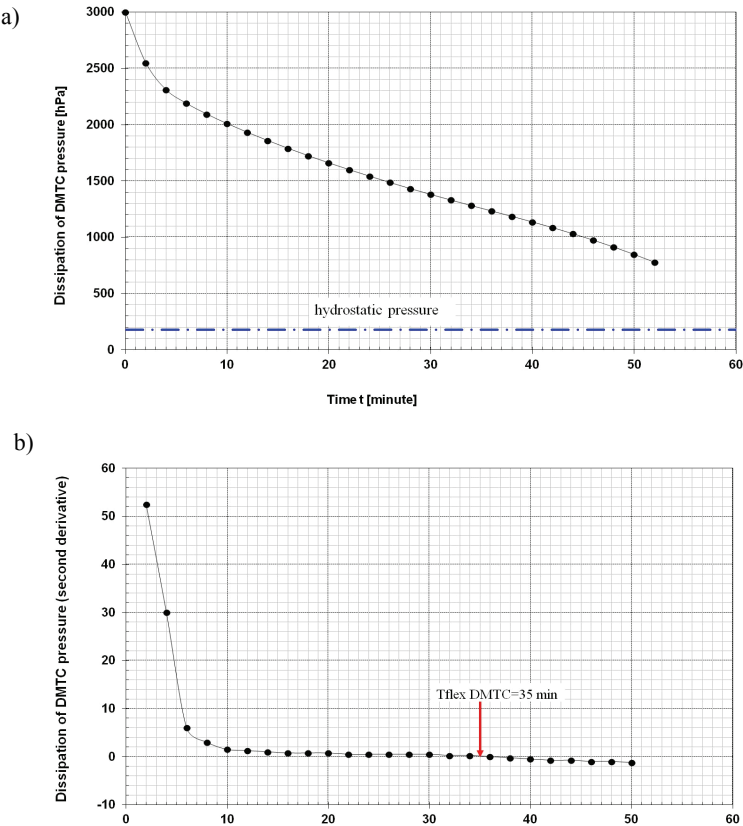 a)
3000
2500
2000
1500
1000
500
0
Dissipation of DMTC pressure [hPa]
hydrostatic pressure
0 10 20 30 40 50 60
Time t [minute]
b)
60
50
40
30
20
10
0
-10
Dissipation of DMTC pressure (second derivative)
Tflex DMTC=35 min
0 10 20 30 40 50 60